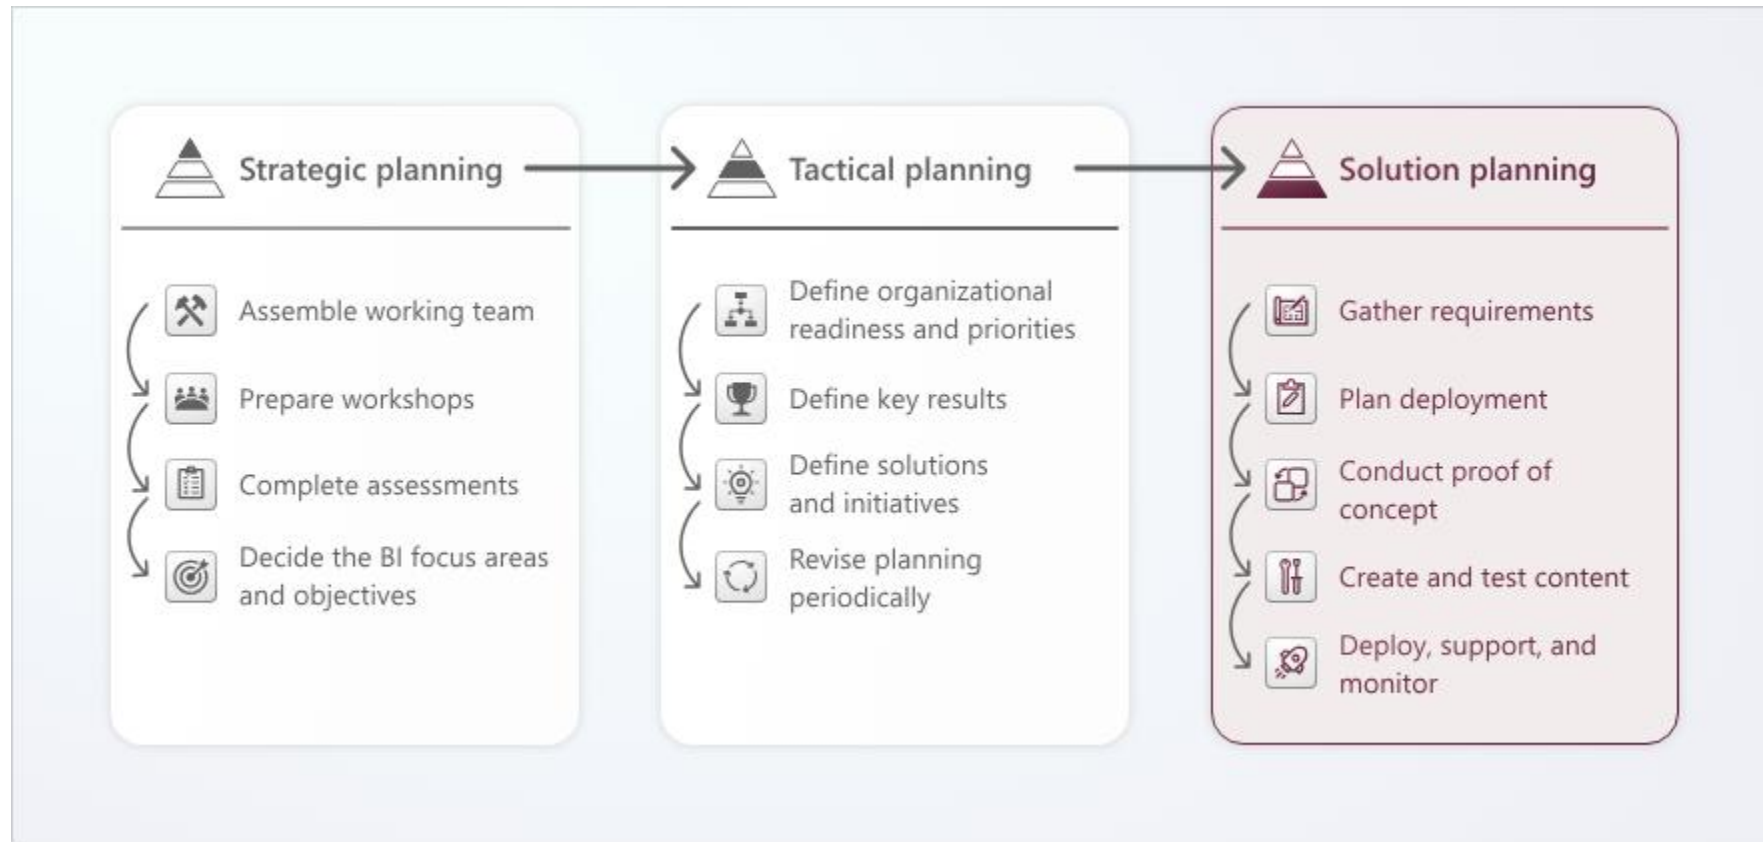 Strategic planning
Assemble working team
Prepare workshops
Complete assessments
Decide the BI focus areas
and objectives
Tactical planning
Define organizational
readiness and priorities
Define key results
Define solutions
and initiatives
Revise planning
periodically
Solution planning
Gather requirements
Plan deployment
Conduct proof of
concept
Create and test content
Deploy, support, and
monitor